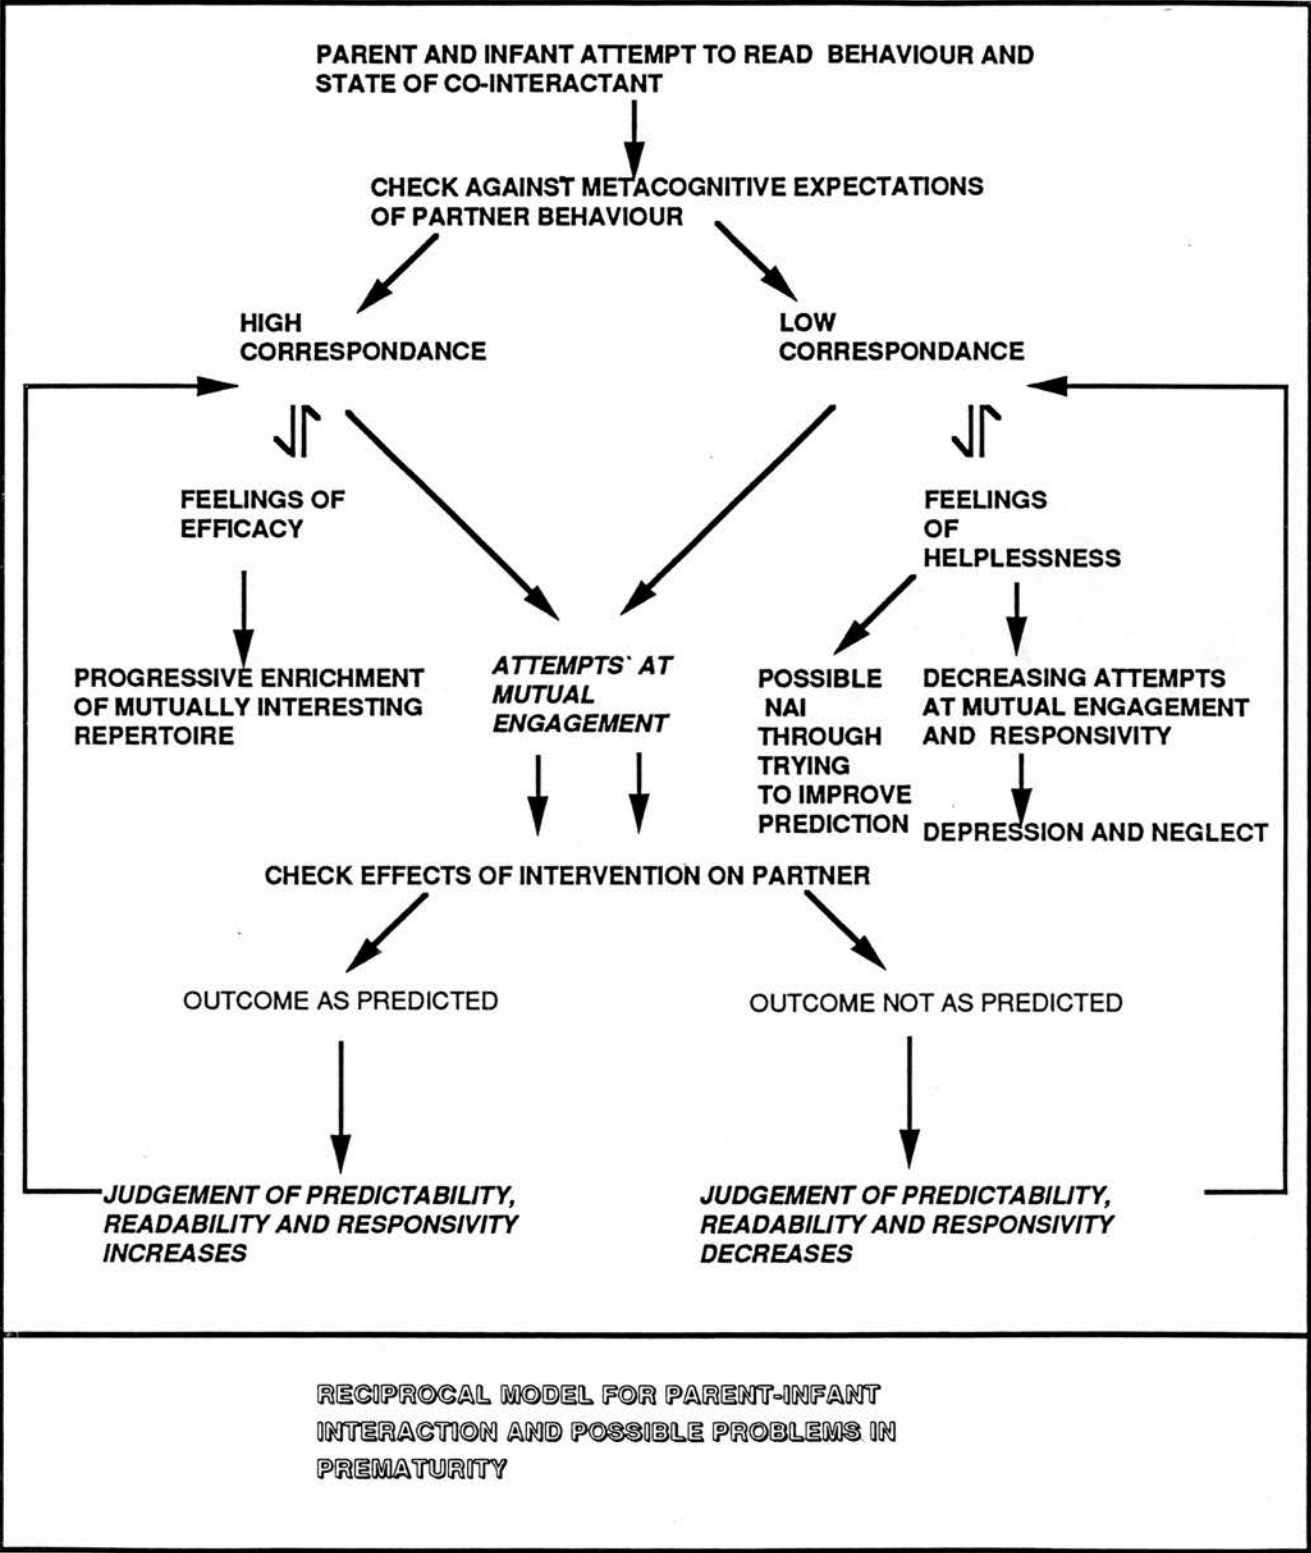 PARENT AND INFANT ATTEMPT TO READ BEHAVIOUR AND
STATE OF CO-INTERACTANT
CHECK AGAINST METACOGNITIVE EXPECTATIONS
OF PARTNER BEHAVIOUR
HIGH
CORRESPONDANCE
LOW
CORRESPONDANCE
FEELINGS OF
EFFICACY
FEELINGS
OF
HELPLESSNESS
PROGRESSIVE ENRICHMENT
OF MUTUALLY INTERESTING
REPERTOIRE
ATTEMPTS AT
MUTUAL
ENGAGEMENT
POSSIBLE
NAI
THROUGH
TRYING
TO IMPROVE
PREDICTION
DECREASING ATTEMPTS
AT MUTUAL ENGAGEMENT
AND RESPONSIVITY
DEPRESSION AND NEGLECT
CHECK EFFECTS OF INTERVENTION ON PARTNER
OUTCOME AS PREDICTED
OUTCOME NOT AS PREDICTED
JUDGEMENT OF PREDICTABILITY,
READABILITY AND RESPONSIVITY
INCREASES
JUDGEMENT OF PREDICTABILITY,
READABILITY AND RESPONSIVITY
DECREASES
RECIPROCAL MODEL FOR PARENT-INFANT
INTERACTION AND POSSIBLE PROBLEMS IN
PREMATURITY